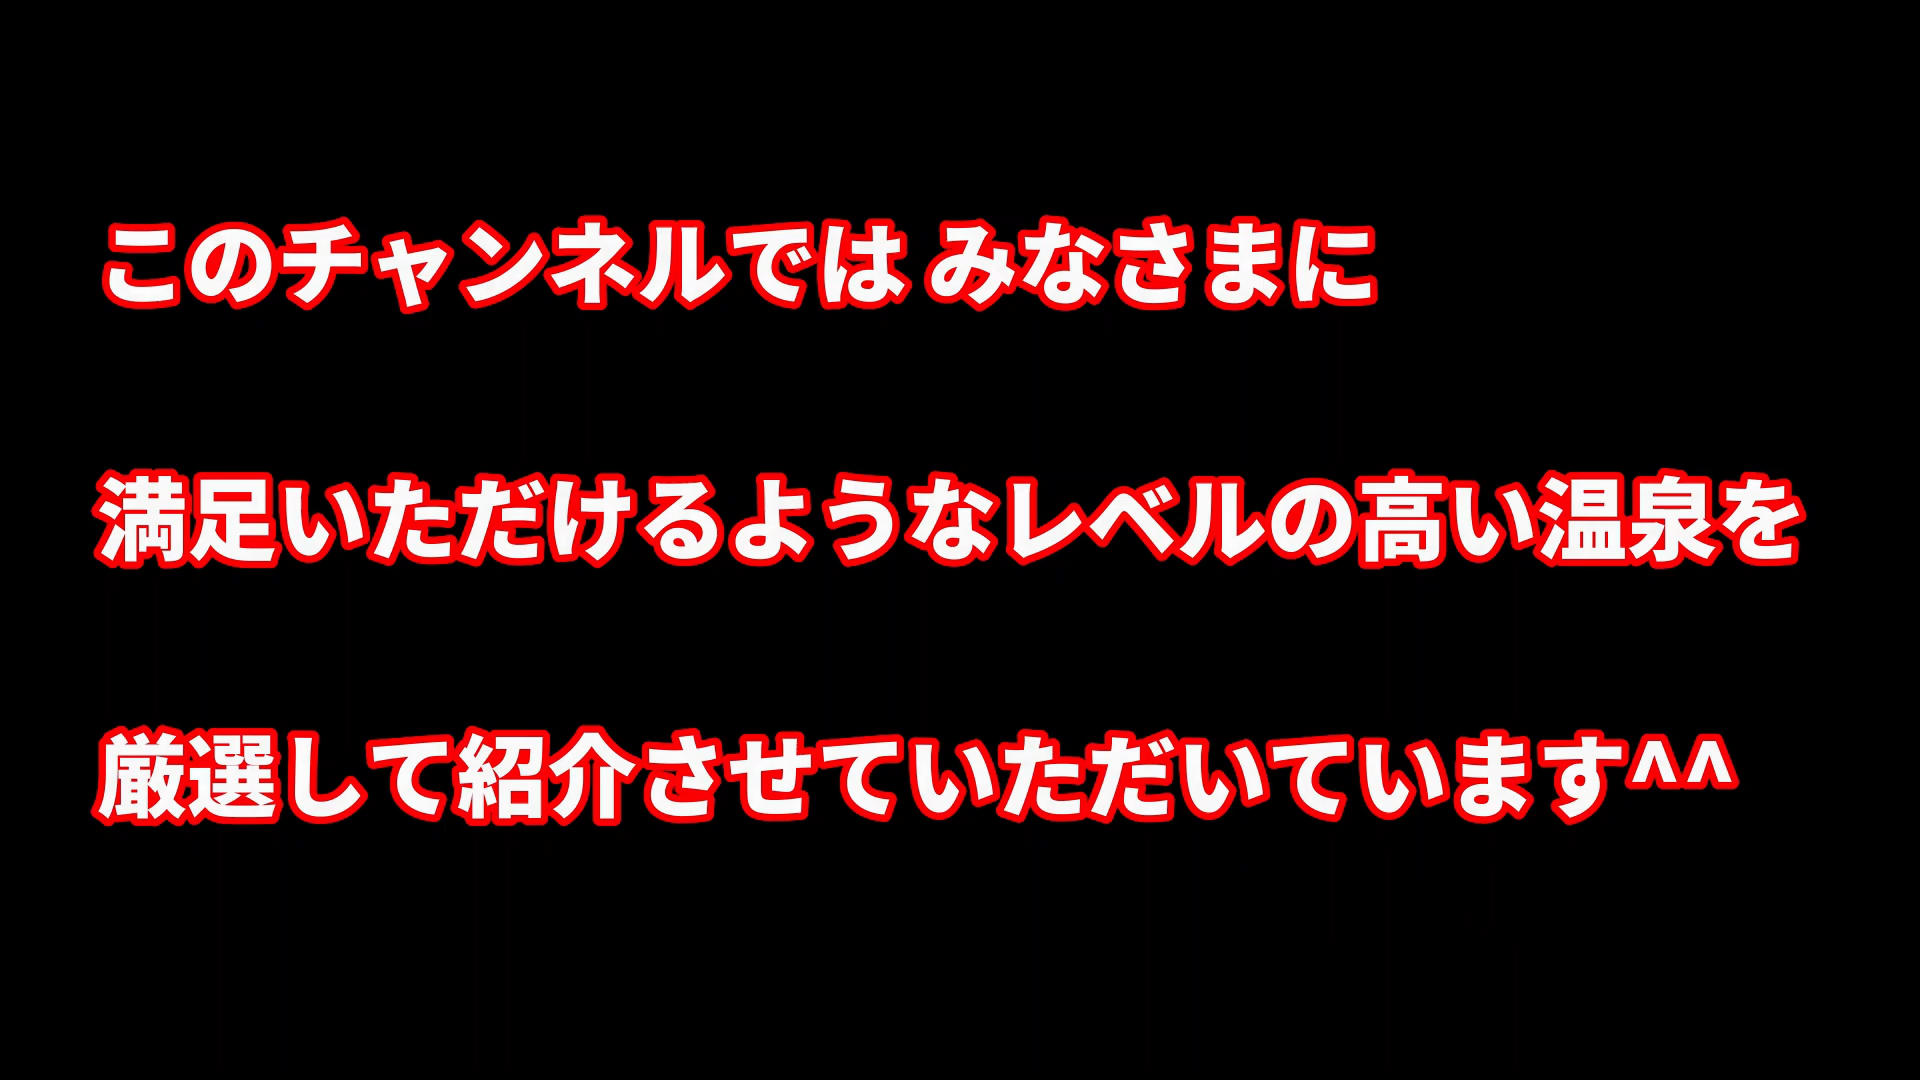 このチャンネルでは みなさまに
満足いただけるようなレベルの高い温泉を
厳選して紹介させていただいています^^